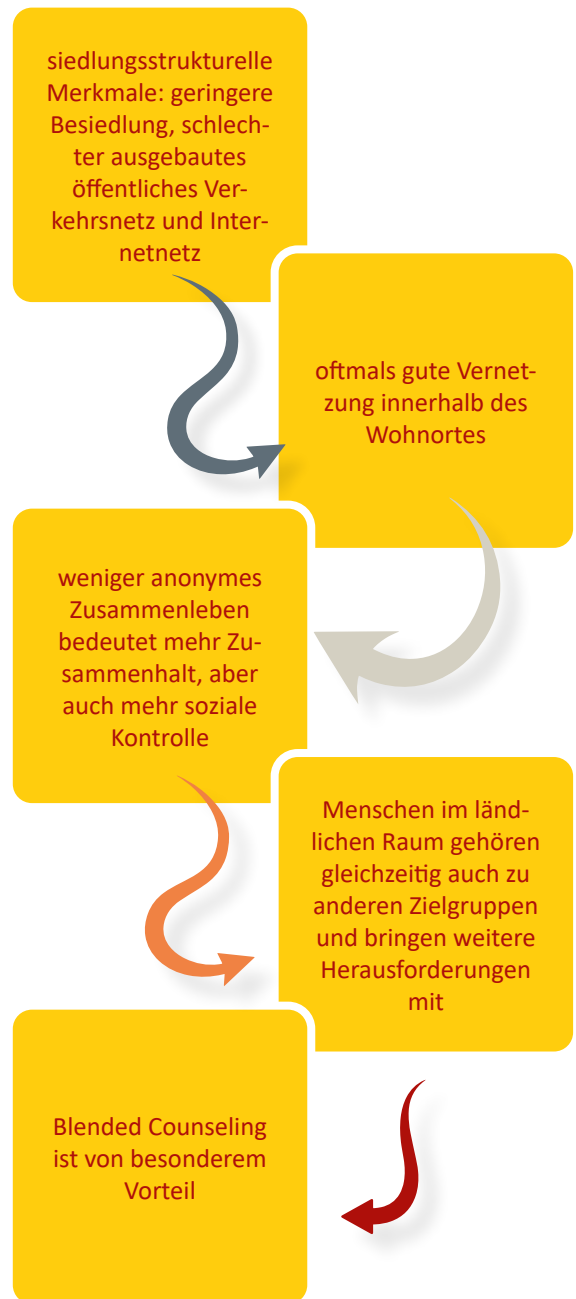 siedlungsstrukturelle
Merkmale: geringere
Besiedlung, schlech-
ter ausgebautes
öffentliches Ver-
kehrsnetz und Inter-
netnetz
oftmals gute Vernet-
zung innerhalb des
Wohnortes
weniger anonymes
Zusammenleben
bedeutet mehr Zu-
sammenhalt, aber
auch mehr soziale
Kontrolle
Menschen im länd-
lichen Raum gehören
gleichzeitig auch zu
anderen Zielgruppen
und bringen weitere
Herausforderungen
mit
Blended Counseling
ist von besonderem
Vorteil